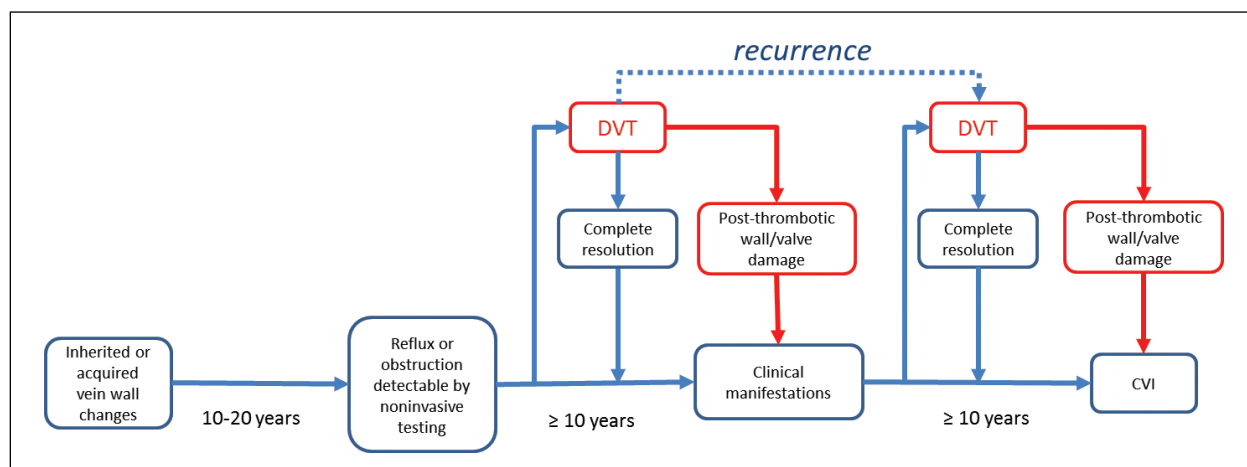 recurrence
DVT
DVT
Complete
resolution
Post-thrombotic
wall/valve
damage
Complete
resolution
Post-thrombotic
wall/valve
damage
Inherited or
acquired
vein wall
changes
10-20 years
Reflux or
obstruction
detectable by
noninvasive
testing
≥ 10 years
Clinical
manifestations
≥ 10 years
CVI